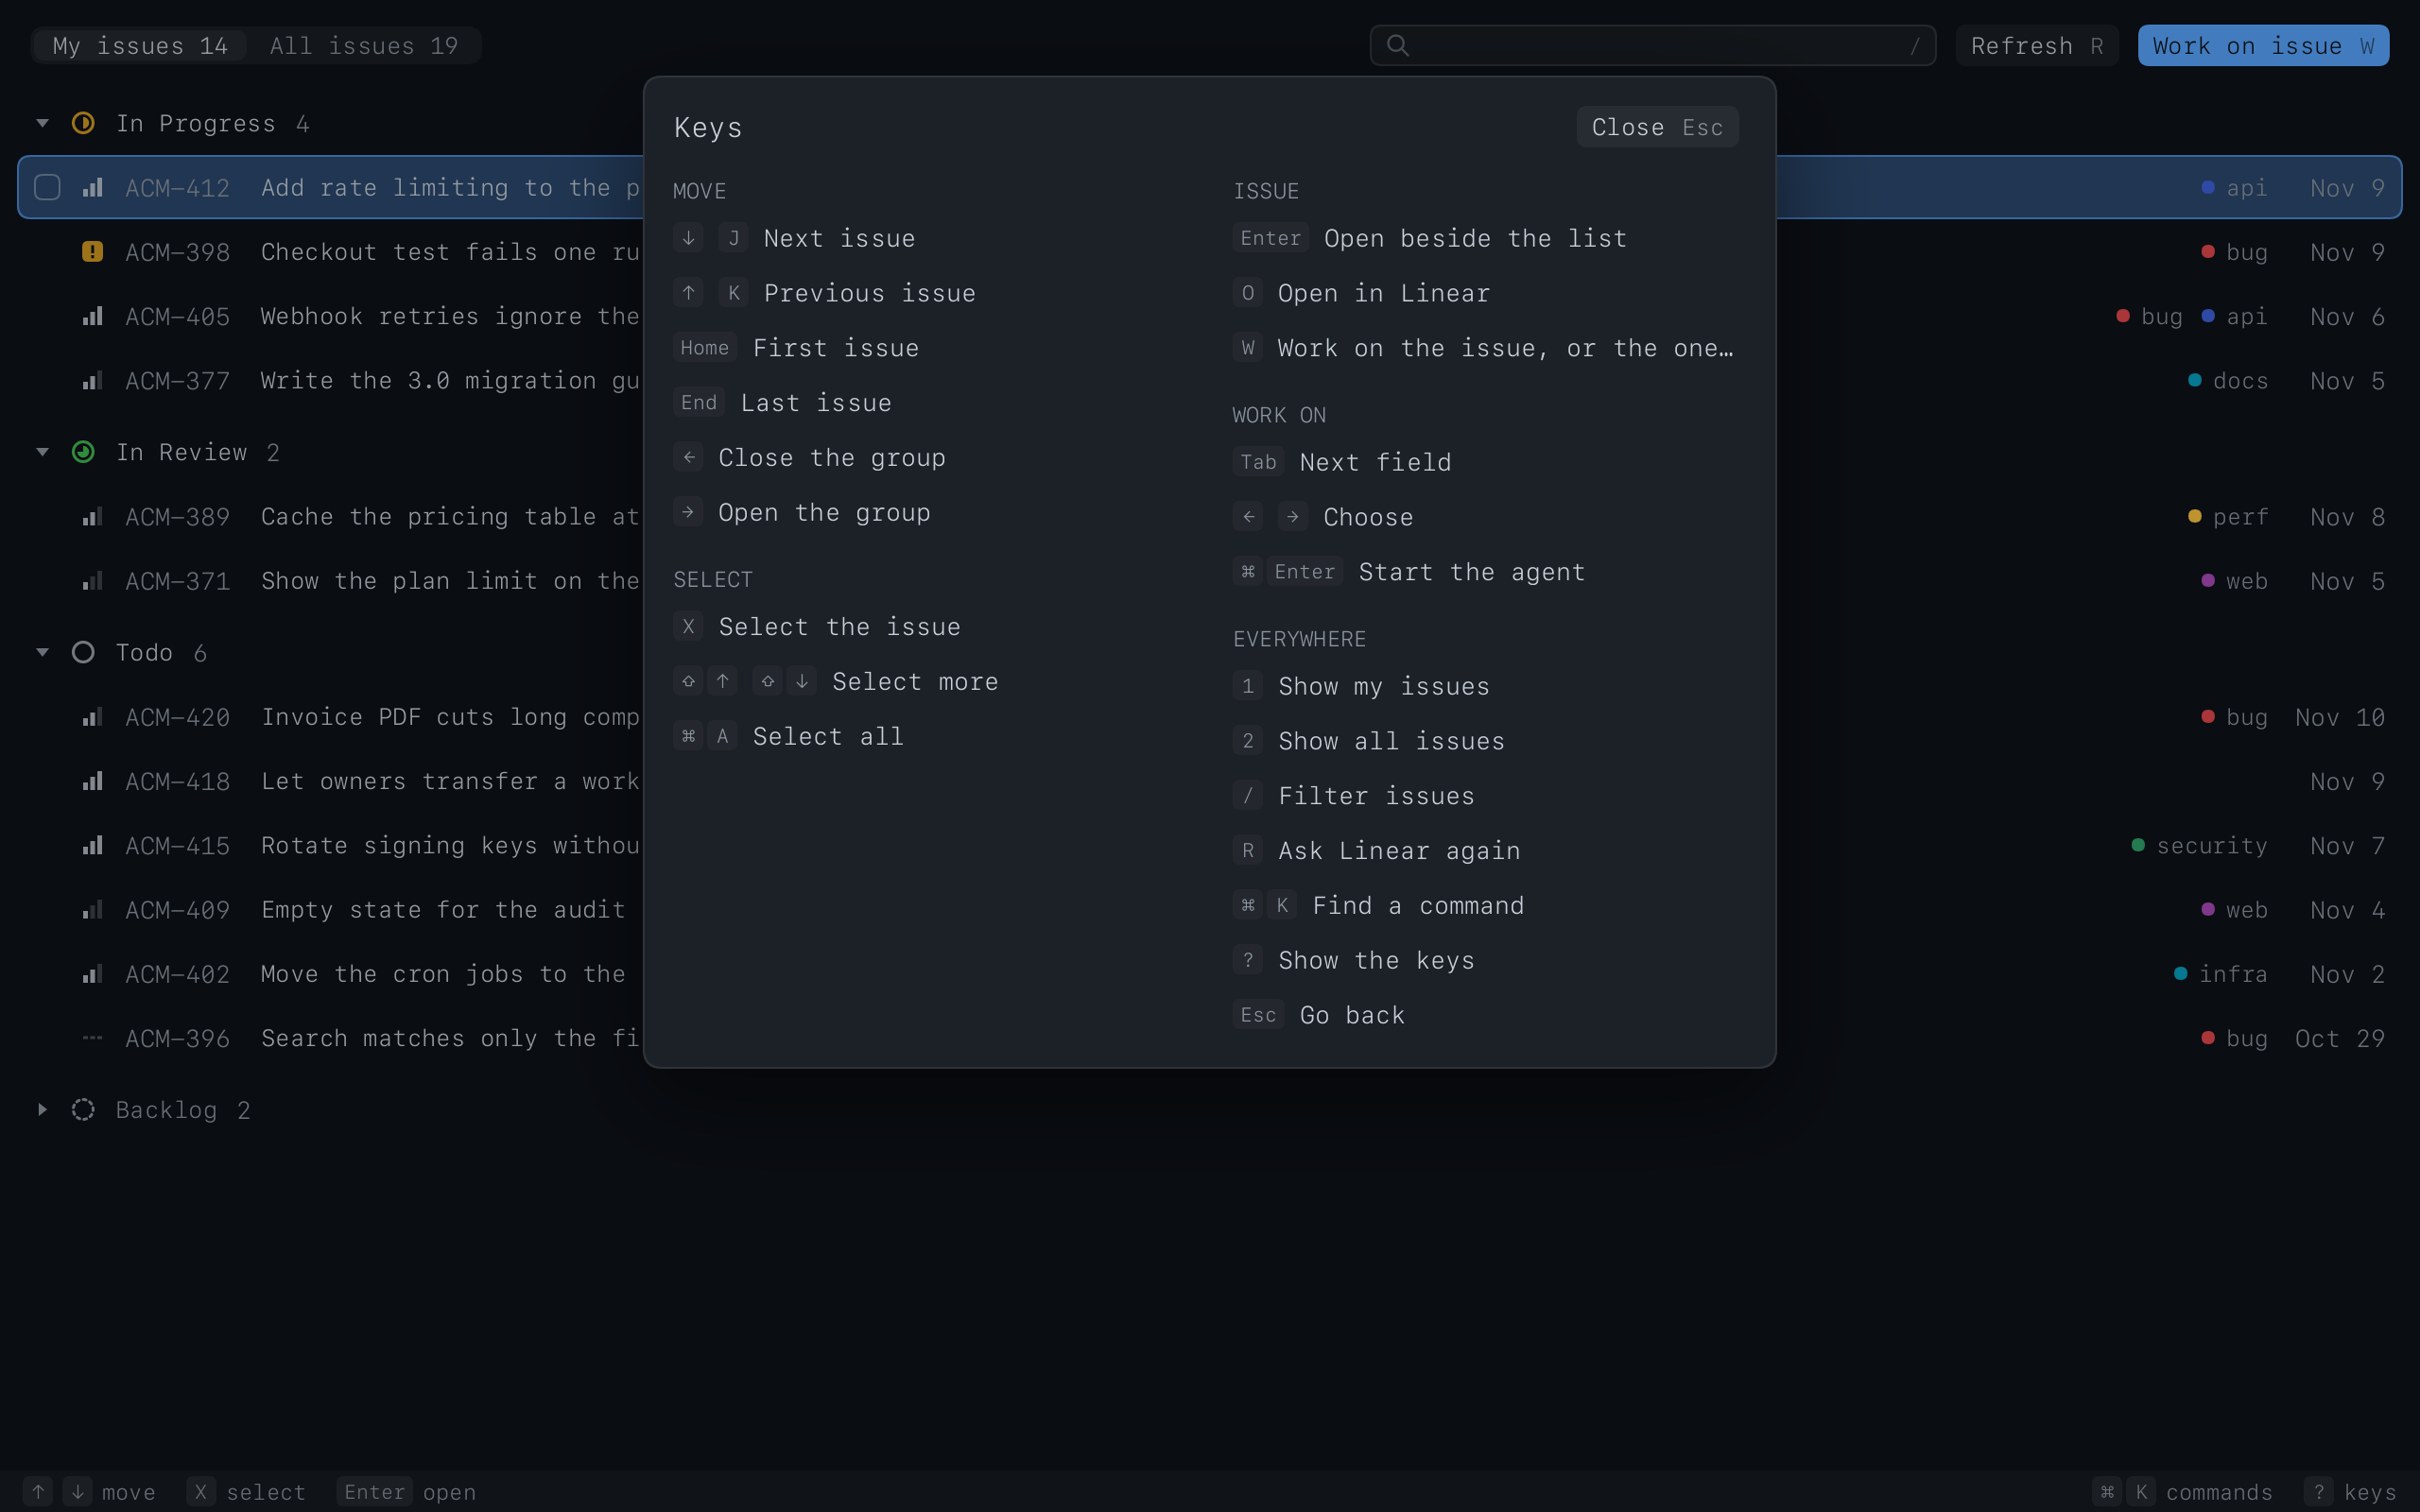 My issues 14 All issues 19 / Refresh R Work on issue W
In Progress 4
ACM-412 Add rate limiting to the p api Nov 9
ACM-398 Checkout test fails one ru bug Nov 9
ACM-405 Webhook retries ignore the bug api Nov 6
ACM-377 Write the 3.0 migration gu docs Nov 5
In Review 2
ACM-389 Cache the pricing table at perf Nov 8
ACM-371 Show the plan limit on the web Nov 5
Todo 6
ACM-420 Invoice PDF cuts long comp bug Nov 10
ACM-418 Let owners transfer a work Nov 9
ACM-415 Rotate signing keys withou security Nov 7
ACM-409 Empty state for the audit web Nov 4
ACM-402 Move the cron jobs to the infra Nov 2
ACM-396 Search matches only the fi bug Oct 29
Backlog 2
Keys Close Esc
MOVE
↓ J Next issue
↑ K Previous issue
Home First issue
End Last issue
← Close the group
→ Open the group
SELECT
X Select the issue
⇧ ↑ ⇧ ↓ Select more
⌘ A Select all
ISSUE
Enter Open beside the list
O Open in Linear
W Work on the issue, or the one…
WORK ON
Tab Next field
← → Choose
⌘ Enter Start the agent
EVERYWHERE
1 Show my issues
2 Show all issues
/ Filter issues
R Ask Linear again
⌘ K Find a command
? Show the keys
Esc Go back
↑ ↓ move X select Enter open ⌘ K commands ? keys